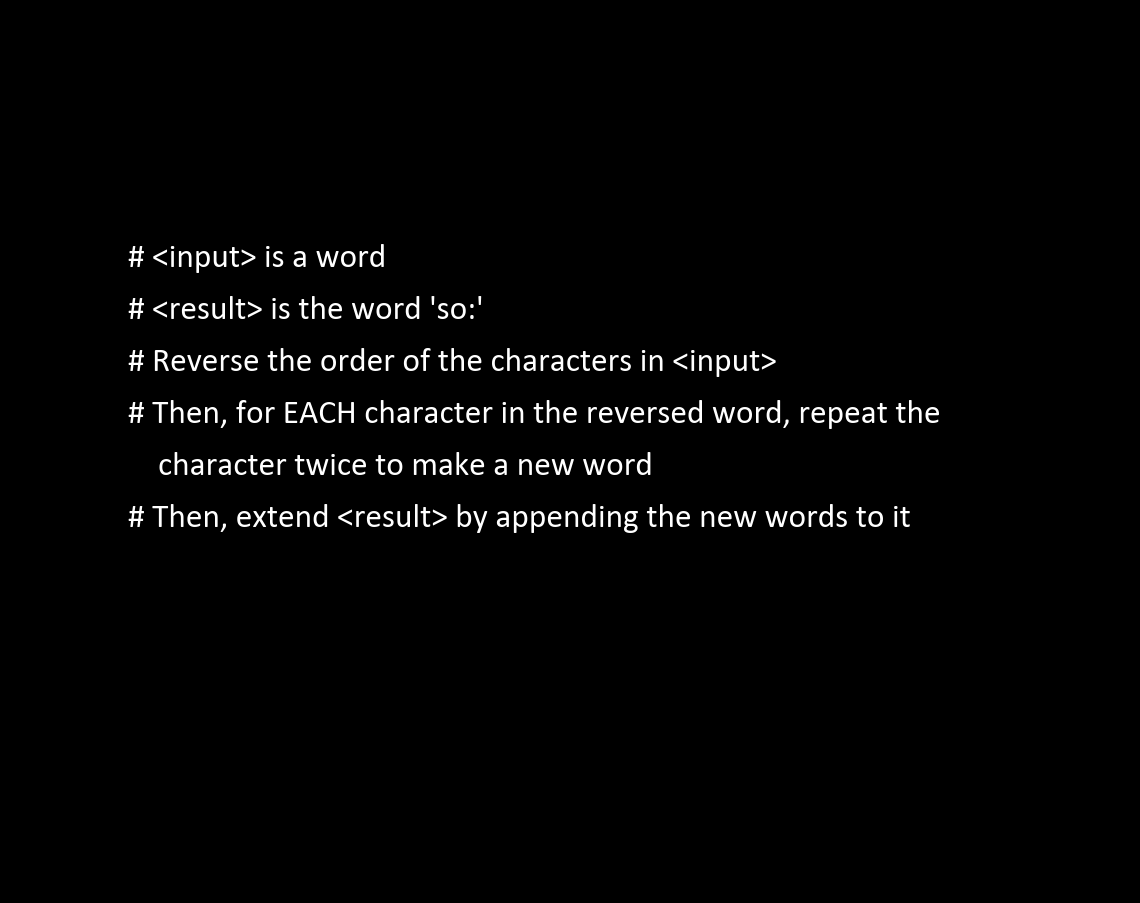 # <input> is a word
# <result> is the word 'so:'
# Reverse the order of the characters in <input>
# Then, for EACH character in the reversed word, repeat the
character twice to make a new word
# Then, extend <result> by appending the new words to it